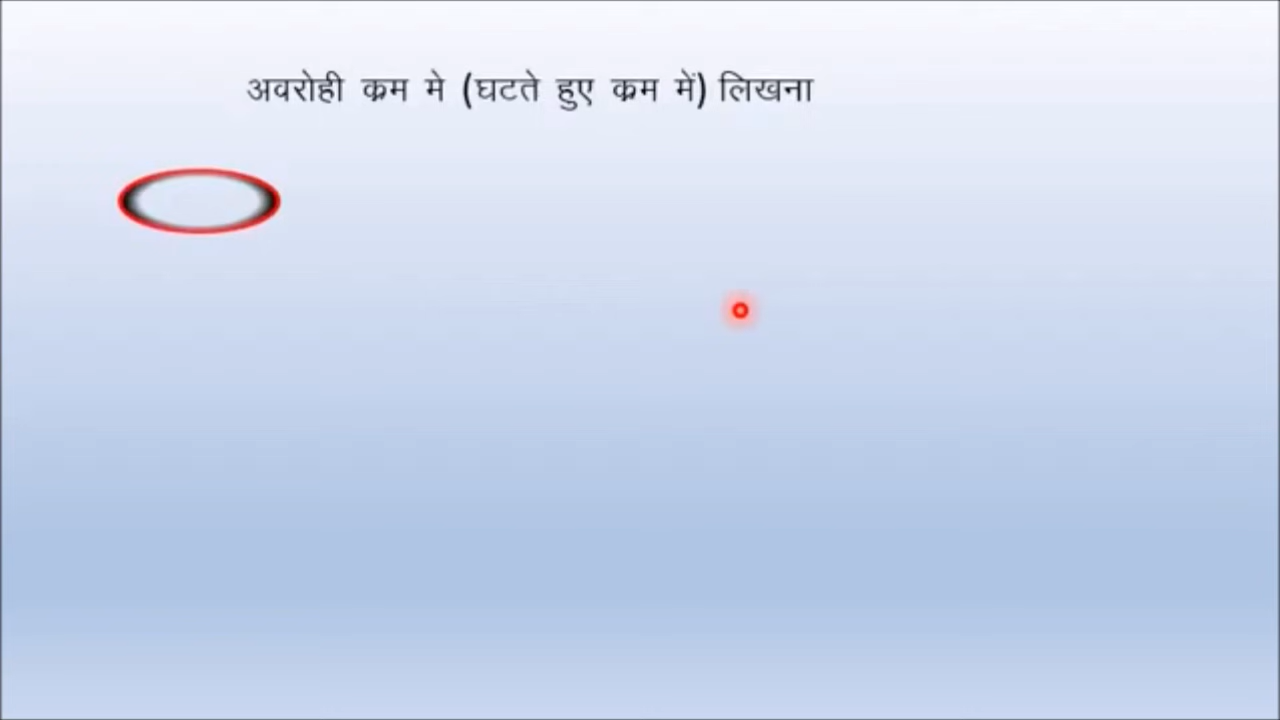 अवरोही क्रम मे (घटते हुए क्रम में) लिखना